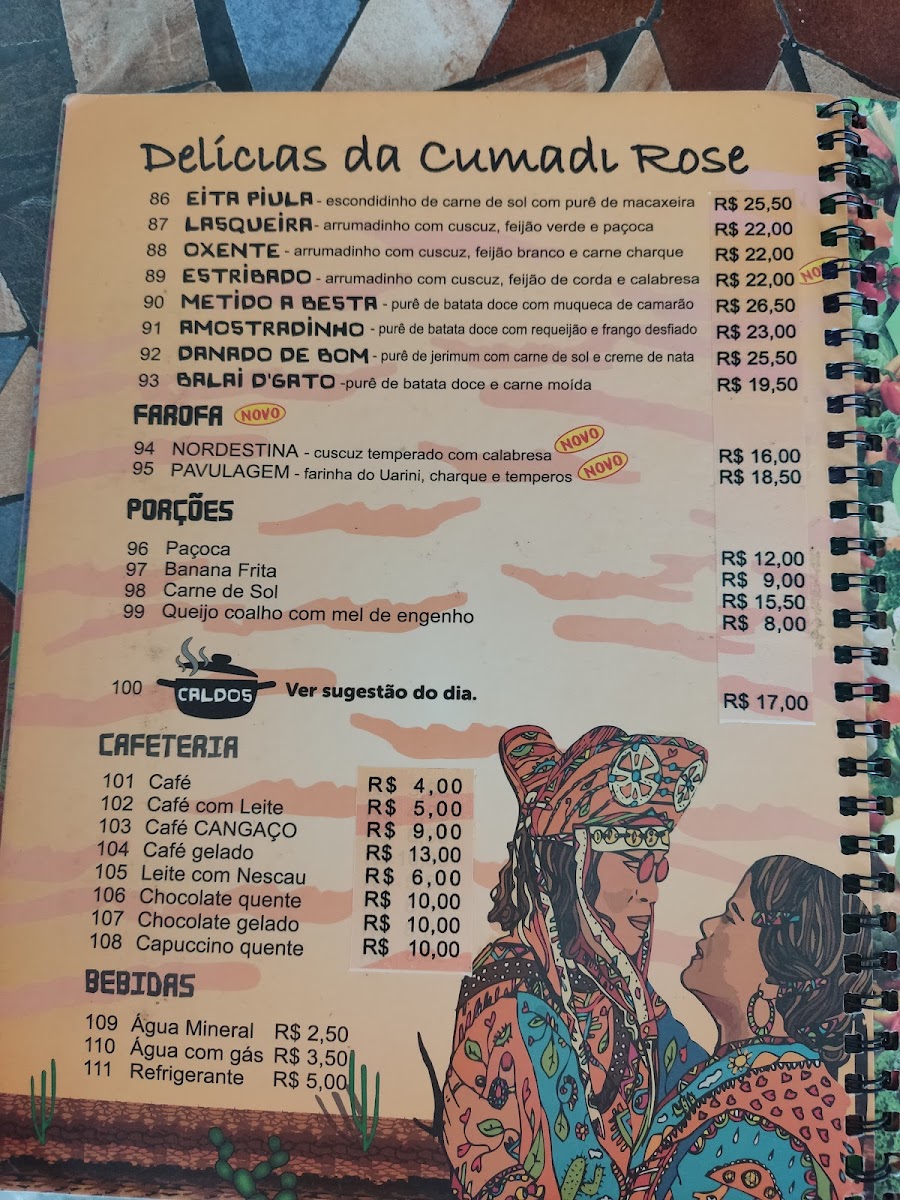 Delícias da Cumadi Rose
86 EITA PIULA - escondidinho de carne de sol com purê de macaxeira R$ 25,50
87 LASQUEIRA - arrumadinho com cuscuz, feijão verde e paçoca R$ 22,00
88 OXENTE - arrumadinho com cuscuz, feijão branco e carne charque R$ 22,00
89 ESTRIBADO - arrumadinho com cuscuz, feijão de corda e calabresa R$ 22,00 NOVO
90 METIDO A BESTA - purê de batata doce com muqueca de camarão R$ 26,50
91 AMOSTRADINHO - purê de batata doce com requeijão e frango desfiado R$ 23,00
92 DANADO DE BOM - purê de jerimum com carne de sol e creme de nata R$ 25,50
93 BALAI D'GATO -purê de batata doce e carne moída R$ 19,50
FAROFA NOVO
94 NORDESTINA - cuscuz temperado com calabresa NOVO R$ 16,00
95 PAVULAGEM - farinha do Uarini, charque e temperos NOVO R$ 18,50
PORÇÕES
96 Paçoca R$ 12,00
97 Banana Frita R$ 9,00
98 Carne de Sol R$ 15,50
99 Queijo coalho com mel de engenho R$ 8,00
100 CALDOS Ver sugestão do dia. R$ 17,00
CAFETERIA
101 Café R$ 4,00
102 Café com Leite R$ 5,00
103 Café CANGAÇO R$ 9,00
104 Café gelado R$ 13,00
105 Leite com Nescau R$ 6,00
106 Chocolate quente R$ 10,00
107 Chocolate gelado R$ 10,00
108 Capuccino quente R$ 10,00
BEBIDAS
109 Água Mineral R$ 2,50
110 Água com gás R$ 3,50
111 Refrigerante R$ 5,00